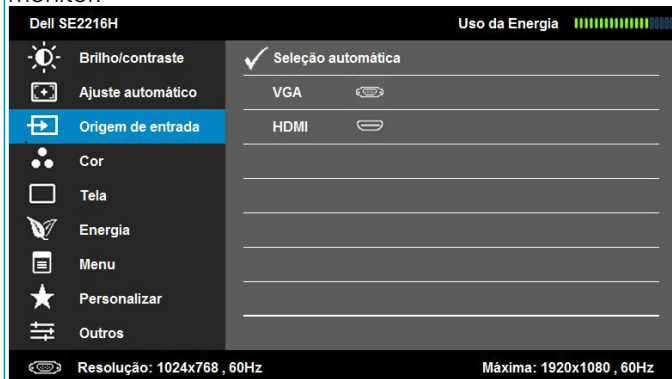 Dell SE2216H Uso da Energia
Brilho/contraste Seleção automática
Ajuste automático VGA
Origem de entrada HDMI
Cor
Tela
Energia
Menu
Personalizar
Outros
Resolução: 1024x768 , 60Hz Máxima: 1920x1080 , 60Hz